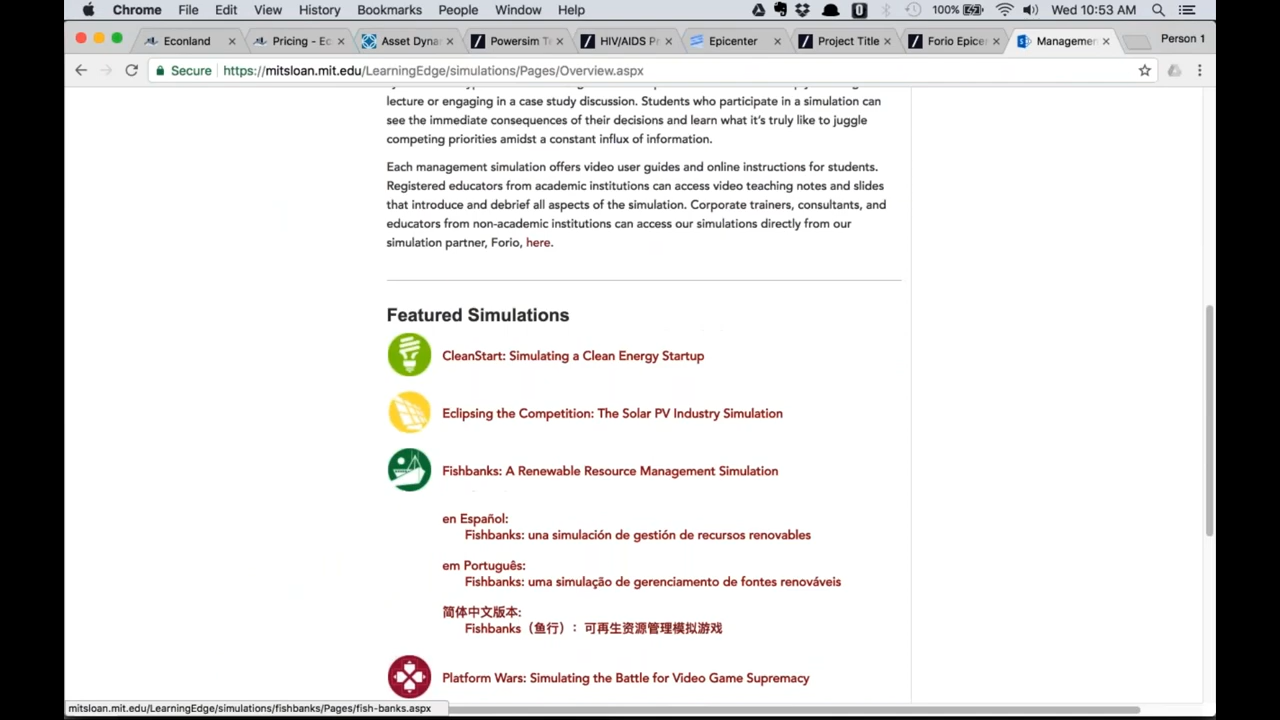 Chrome File Edit View History Bookmarks People Window Help 100% Wed 10:53 AM
Econland Pricing - Ec Asset Dynar Powersim Te HIV/AIDS Pr Epicenter Project Title Forio Epicen Managemen Person 1
Secure https://mitsloan.mit.edu/LearningEdge/simulations/Pages/Overview.aspx
lecture or engaging in a case study discussion. Students who participate in a simulation can
see the immediate consequences of their decisions and learn what it's truly like to juggle
competing priorities amidst a constant influx of information.
Each management simulation offers video user guides and online instructions for students.
Registered educators from academic institutions can access video teaching notes and slides
that introduce and debrief all aspects of the simulation. Corporate trainers, consultants, and
educators from non-academic institutions can access our simulations directly from our
simulation partner, Forio, here.
Featured Simulations
CleanStart: Simulating a Clean Energy Startup
Eclipsing the Competition: The Solar PV Industry Simulation
Fishbanks: A Renewable Resource Management Simulation
en Español:
Fishbanks: una simulación de gestión de recursos renovables
em Português:
Fishbanks: uma simulação de gerenciamento de fontes renováveis
简体中文版本:
Fishbanks（鱼行）：可再生资源管理模拟游戏
Platform Wars: Simulating the Battle for Video Game Supremacy
mitsloan.mit.edu/LearningEdge/simulations/fishbanks/Pages/fish-banks.aspx